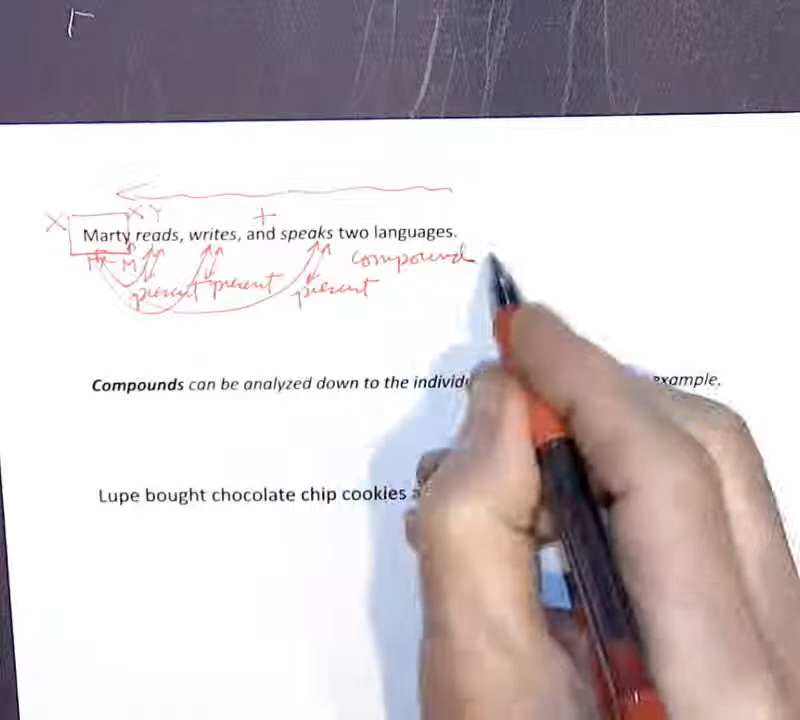 X X Y +
Marty reads, writes, and speaks two languages.
M compound
present present present
Compounds can be analyzed down to the individ example.
Lupe bought chocolate chip cookies